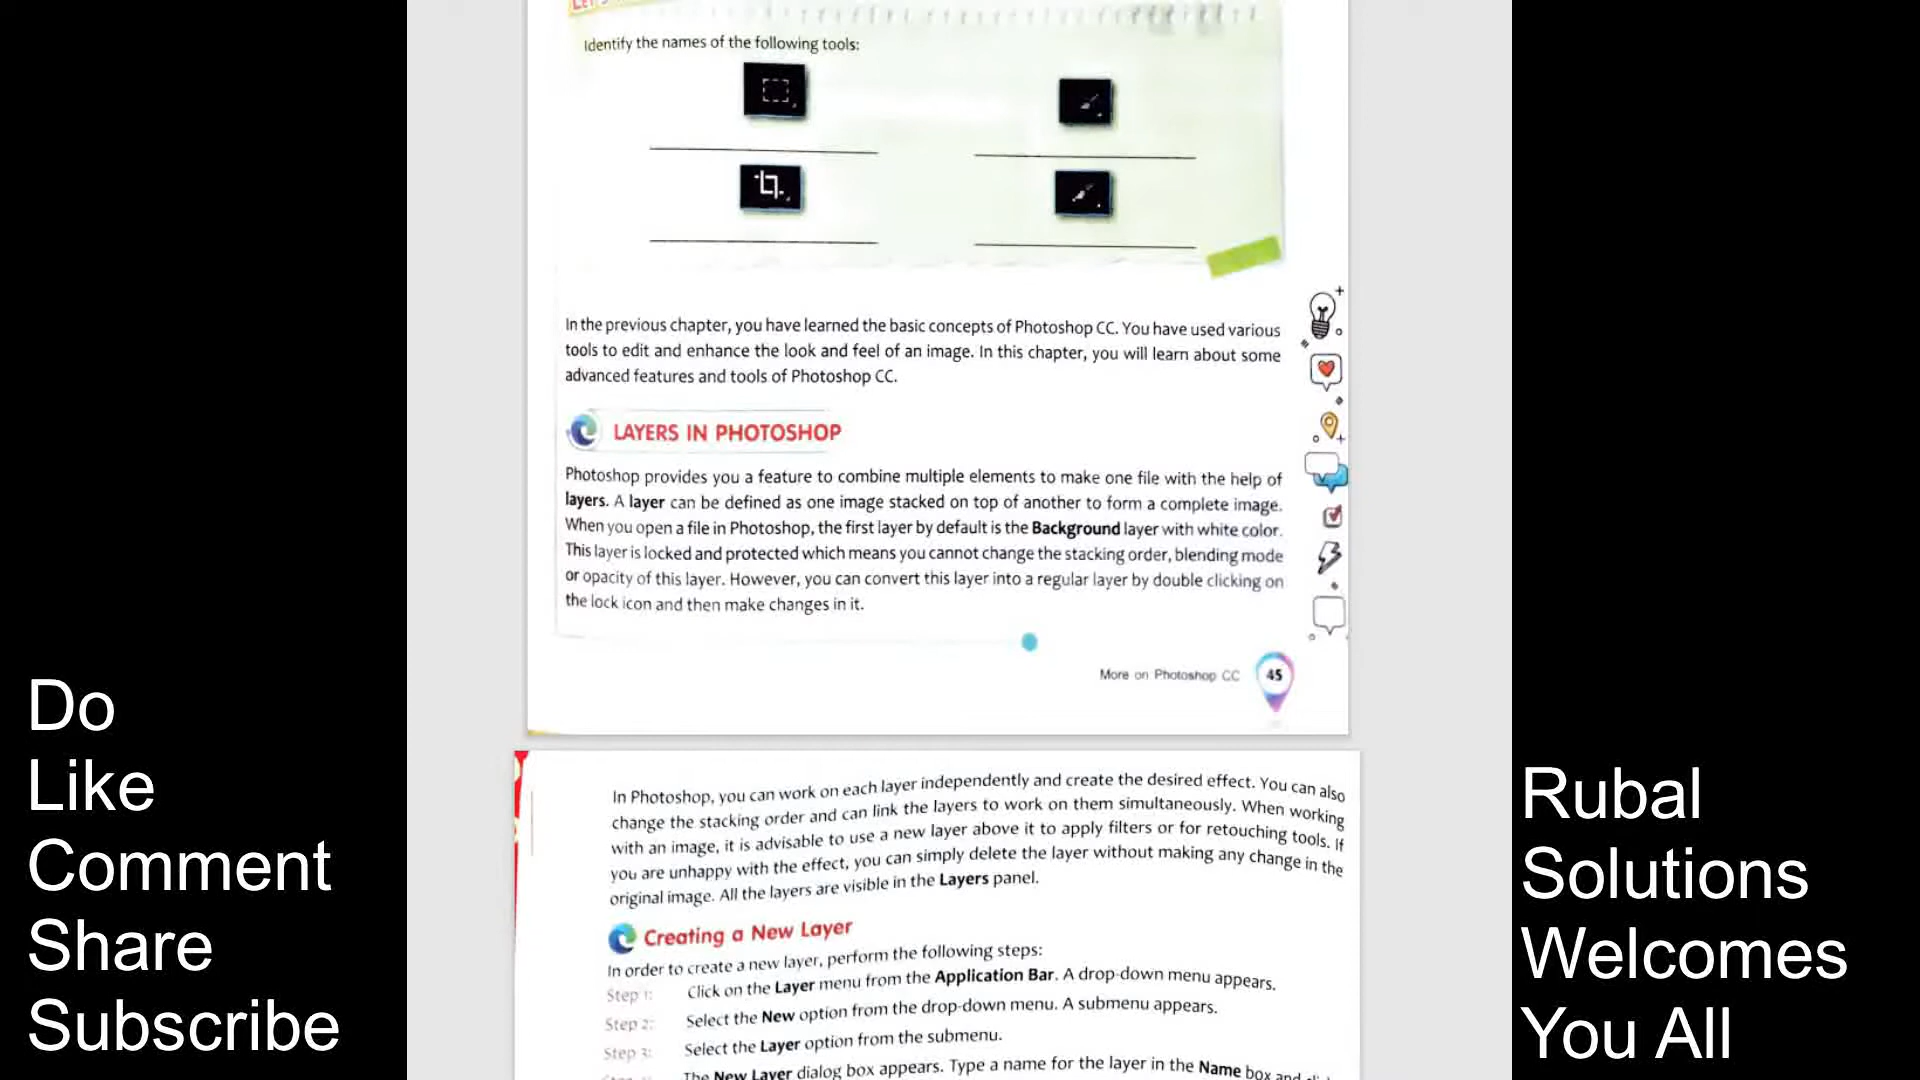 Identify the names of the following tools:
In the previous chapter, you have learned the basic concepts of Photoshop CC. You have used various
tools to edit and enhance the look and feel of an image. In this chapter, you will learn about some
advanced features and tools of Photoshop CC.
LAYERS IN PHOTOSHOP
Photoshop provides you a feature to combine multiple elements to make one file with the help of
layers. A layer can be defined as one image stacked on top of another to form a complete image.
When you open a file in Photoshop, the first layer by default is the Background layer with white color.
This layer is locked and protected which means you cannot change the stacking order, blending mode
or opacity of this layer. However, you can convert this layer into a regular layer by double clicking on
the lock icon and then make changes in it.
More on Photoshop CC 45
In Photoshop, you can work on each layer independently and create the desired effect. You can also
change the stacking order and can link the layers to work on them simultaneously. When working
with an image, it is advisable to use a new layer above it to apply filters or for retouching tools. If
you are unhappy with the effect, you can simply delete the layer without making any change in the
original image. All the layers are visible in the Layers panel.
Creating a New Layer
In order to create a new layer, perform the following steps:
Step 1: Click on the Layer menu from the Application Bar. A drop-down menu appears.
Step 2: Select the New option from the drop-down menu. A submenu appears.
Step 3: Select the Layer option from the submenu.
The New Layer dialog box appears. Type a name for the layer in the Name box and
Do
Like
Comment
Share
Subscribe
Rubal
Solutions
Welcomes
You All